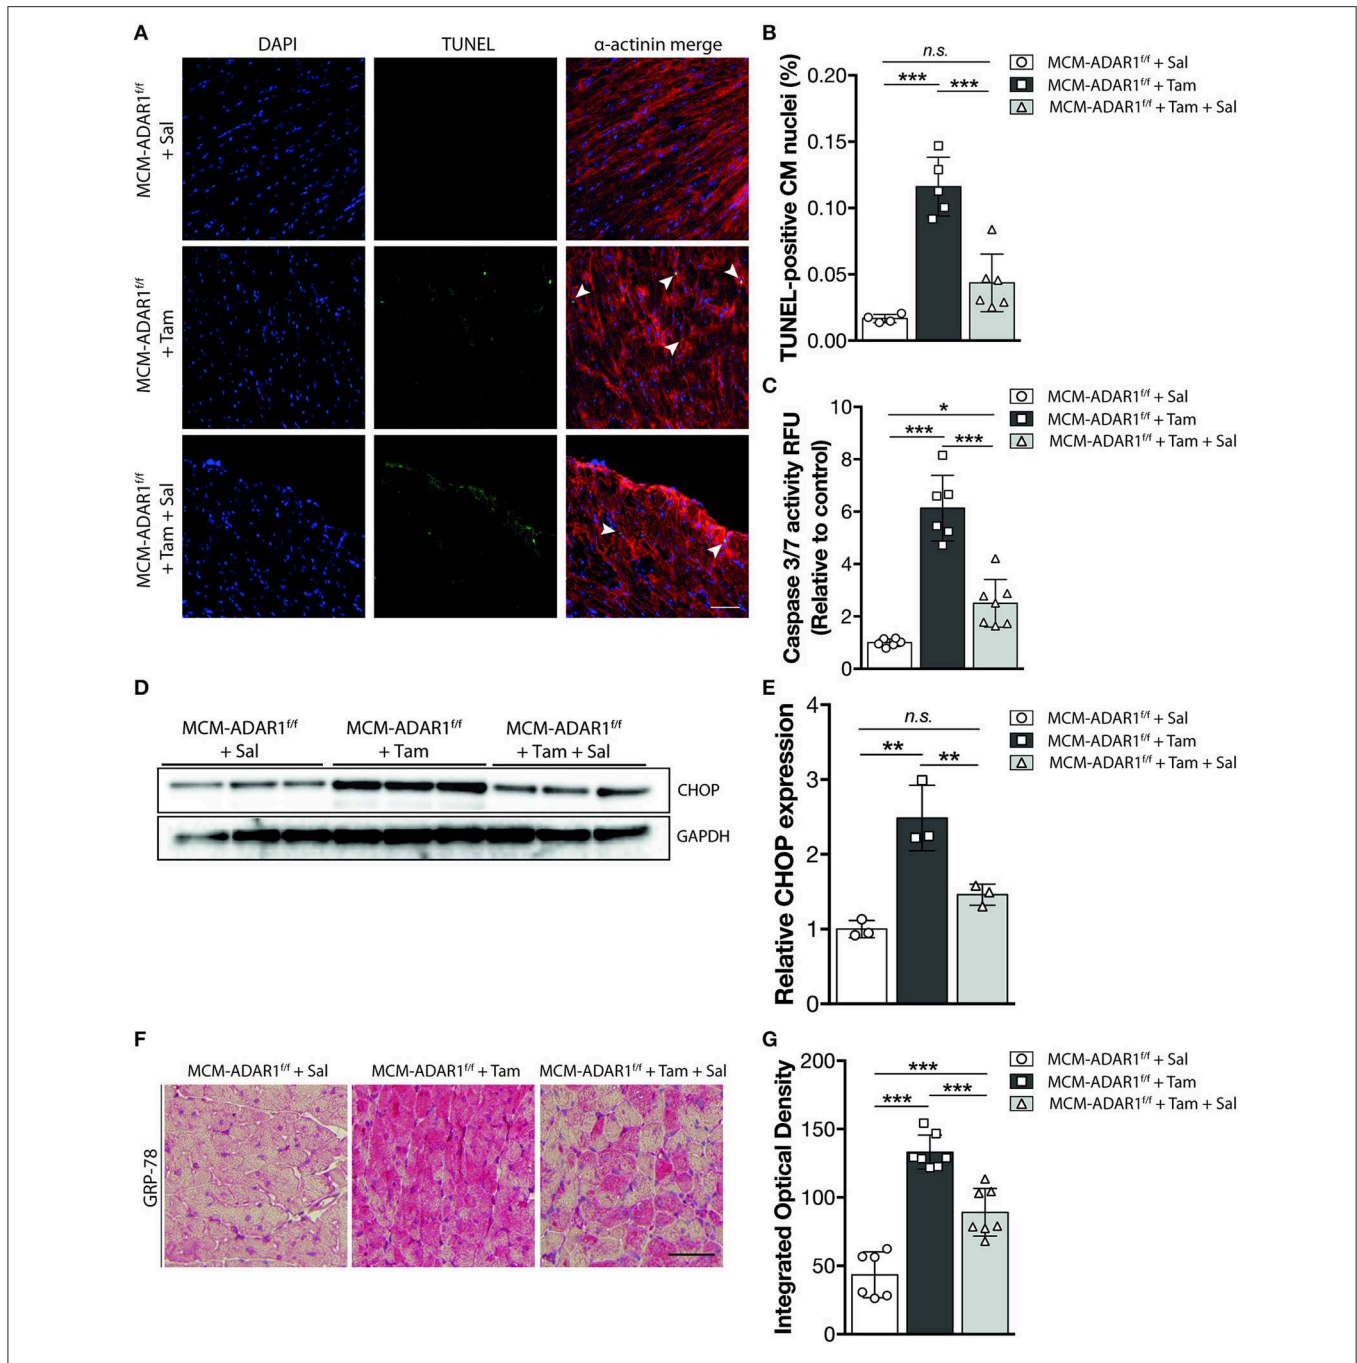 A
DAPI
TUNEL
α-actinin merge
MCM-ADAR1f/f
+ Sal
MCM-ADAR1f/f
+ Tam
MCM-ADAR1f/f
+ Tam + Sal
B
TUNEL-positive CM nuclei (%)
0.20
0.15
0.10
0.05
0.00
n.s.
***
***
MCM-ADAR1f/f + Sal
MCM-ADAR1f/f + Tam
MCM-ADAR1f/f + Tam + Sal
C
Caspase 3/7 activity RFU
(Relative to control)
10
8
6
4
2
0
*
***
***
MCM-ADAR1f/f + Sal
MCM-ADAR1f/f + Tam
MCM-ADAR1f/f + Tam + Sal
D
MCM-ADAR1f/f
+ Sal
MCM-ADAR1f/f
+ Tam
MCM-ADAR1f/f
+ Tam + Sal
CHOP
GAPDH
E
Relative CHOP expression
4
3
2
1
0
n.s.
**
**
MCM-ADAR1f/f + Sal
MCM-ADAR1f/f + Tam
MCM-ADAR1f/f + Tam + Sal
F
MCM-ADAR1f/f + Sal
MCM-ADAR1f/f + Tam
MCM-ADAR1f/f + Tam + Sal
GRP-78
G
Integrated Optical Density
200
150
100
50
0
***
***
***
MCM-ADAR1f/f + Sal
MCM-ADAR1f/f + Tam
MCM-ADAR1f/f + Tam + Sal